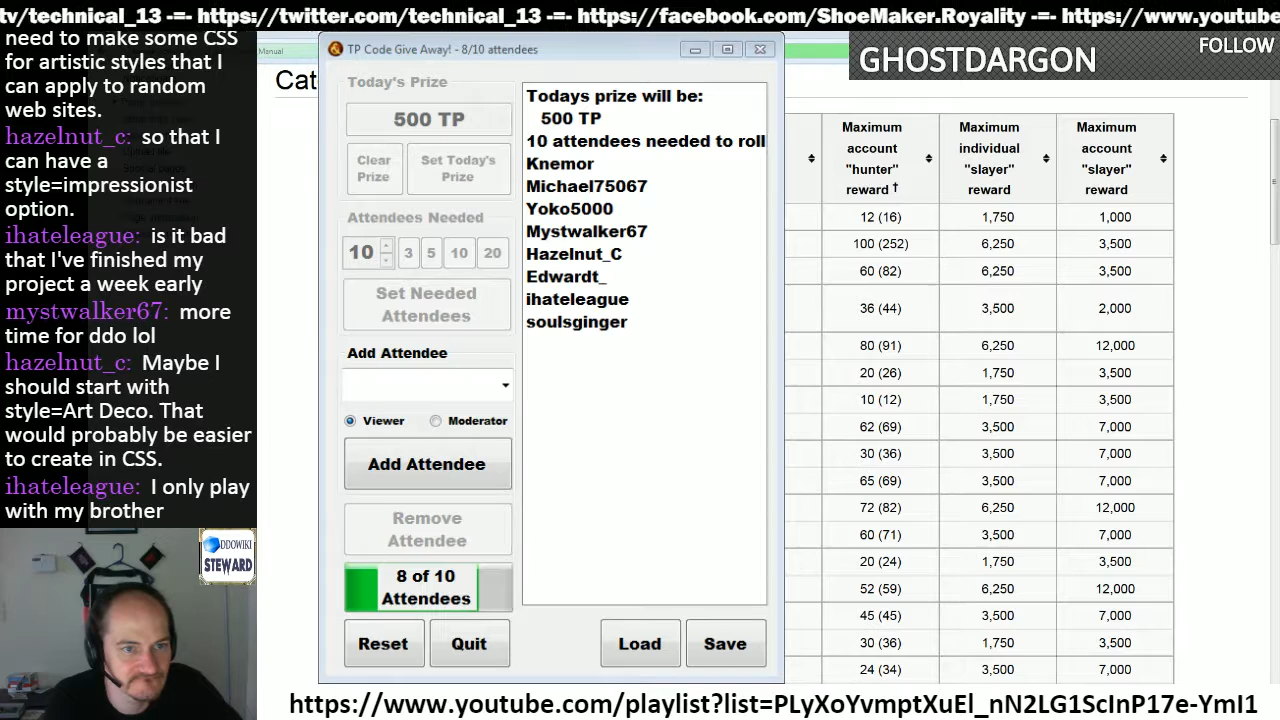 tv/technical_13 -=- https://twitter.com/technical_13 -=- https://facebook.com/ShoeMaker.Royality -=- https://www.youtube
need to make some CSS
for artistic styles that I
can apply to random
web sites.
hazelnut_c: so that I
can have a
style=impressionist
option.
ihateleague: is it bad
that I've finished my
project a week early
mystwalker67: more
time for ddo lol
hazelnut_c: Maybe I
should start with
style=Art Deco. That
would probably be easier
to create in CSS.
ihateleague: I only play
with my brother
DDOWIKI
STEWARD
Manual
Cat
TP Code Give Away! - 8/10 attendees
Today's Prize
500 TP
Clear
Prize
Set Today's
Prize
Attendees Needed
10
3
5
10
20
Set Needed
Attendees
Add Attendee
Viewer
Moderator
Add Attendee
Remove
Attendee
8 of 10
Attendees
Reset
Quit
Load
Save
Todays prize will be:
500 TP
10 attendees needed to roll
Knemor
Michael75067
Yoko5000
Mystwalker67
Hazelnut_C
Edwardt_
ihateleague
soulsginger
GHOSTDARGON
FOLLOW
Maximum
account
"hunter"
reward †
Maximum
individual
"slayer"
reward
Maximum
account
"slayer"
reward
12 (16) 1,750 1,000
100 (252) 6,250 3,500
60 (82) 6,250 3,500
36 (44) 3,500 2,000
80 (91) 6,250 12,000
20 (26) 1,750 3,500
10 (12) 1,750 3,500
62 (69) 3,500 7,000
30 (36) 3,500 7,000
65 (69) 3,500 7,000
72 (82) 6,250 12,000
60 (71) 3,500 7,000
20 (24) 1,750 3,500
52 (59) 6,250 12,000
45 (45) 3,500 7,000
30 (36) 1,750 3,500
24 (34) 3,500 7,000
https://www.youtube.com/playlist?list=PLyXoYvmptXuEl_nN2LG1ScInP17e-YmI1